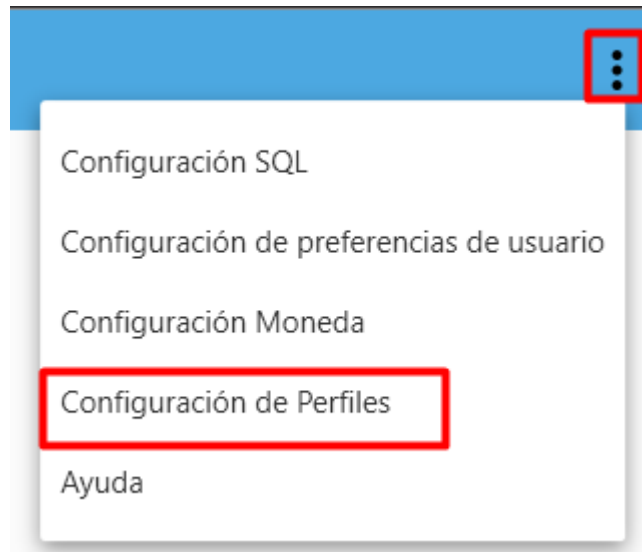 Configuración SQL
Configuración de preferencias de usuario
Configuración Moneda
Configuración de Perfiles
Ayuda